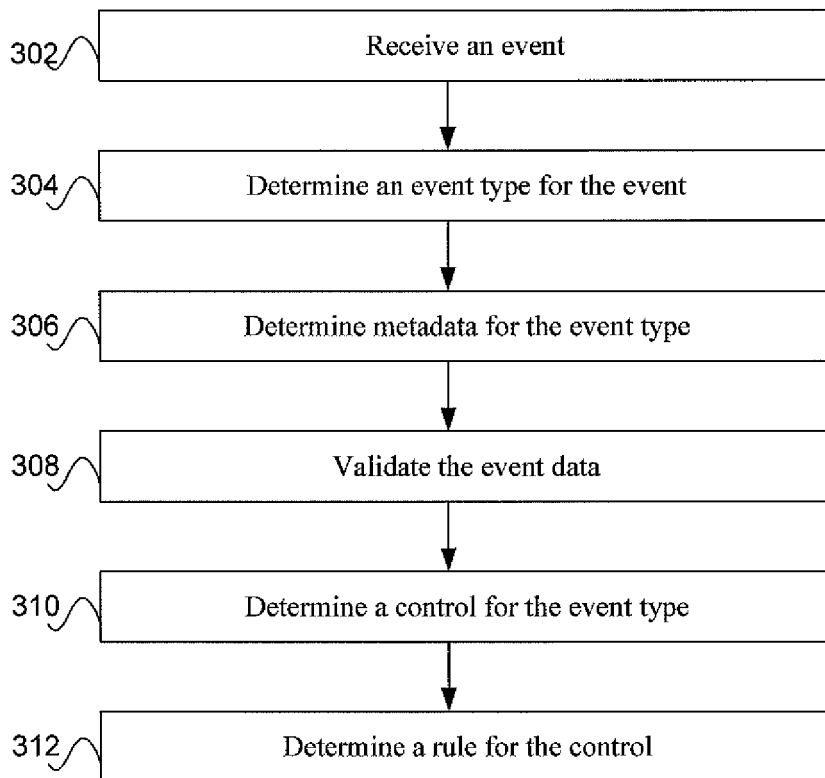 302 Receive an event
304 Determine an event type for the event
306 Determine metadata for the event type
308 Validate the event data
310 Determine a control for the event type
312 Determine a rule for the control